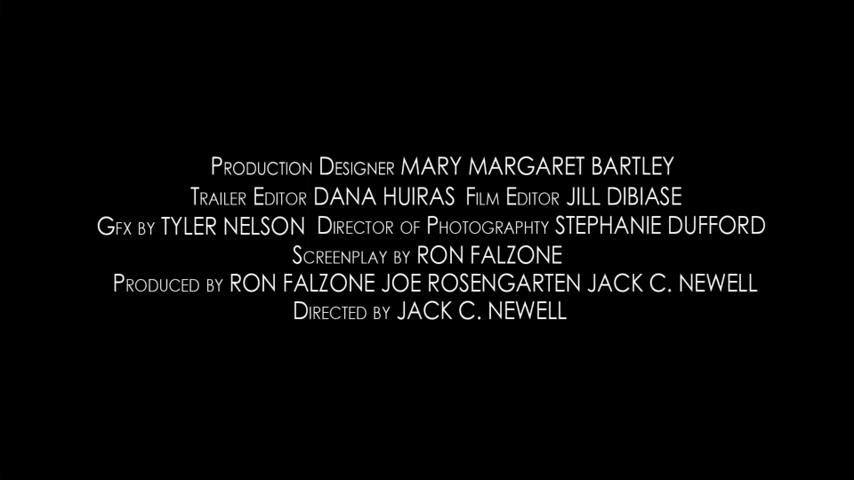 Production Designer MARY MARGARET BARTLEY
Trailer Editor DANA HUIRAS Film Editor JILL DIBIASE
Gfx by TYLER NELSON Director of Photographty STEPHANIE DUFFORD
Screenplay by RON FALZONE
Produced by RON FALZONE JOE ROSENGARTEN JACK C. NEWELL
Directed by JACK C. NEWELL